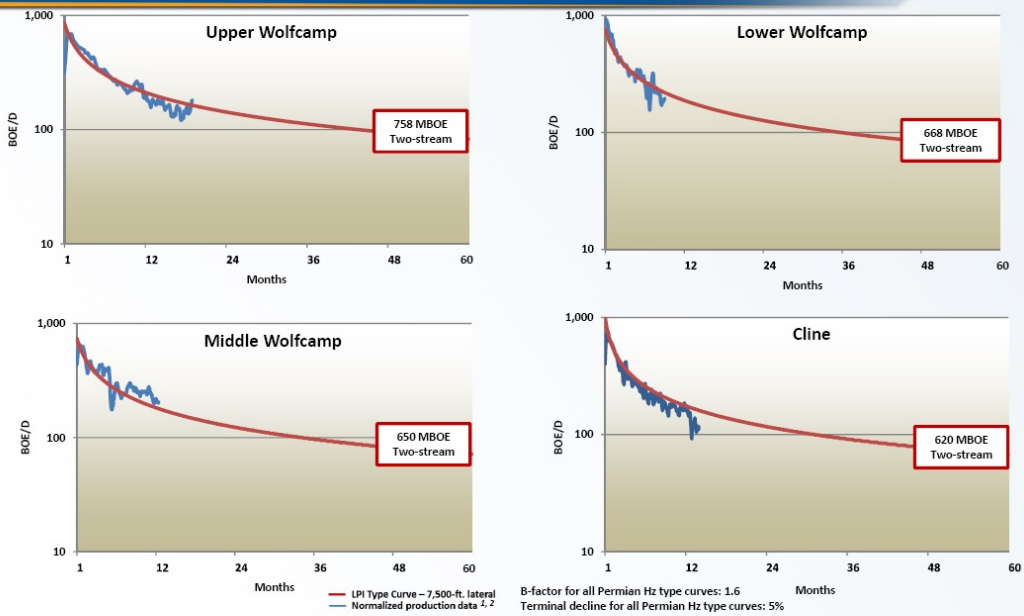 Upper Wolfcamp
1,000
100
10
BOE/D
758 MBOE
Two-stream
1 12 24 36 48 60
Months
Lower Wolfcamp
1,000
100
10
BOE/D
668 MBOE
Two-stream
1 12 24 36 48 60
Months
Middle Wolfcamp
1,000
100
10
BOE/D
650 MBOE
Two-stream
1 12 24 36 48 60
Months
Cline
1,000
100
10
BOE/D
620 MBOE
Two-stream
1 12 24 36 48 60
Months
LPI Type Curve – 7,500-ft. lateral
Normalized production data 1, 2
B-factor for all Permian Hz type curves: 1.6
Terminal decline for all Permian Hz type curves: 5%